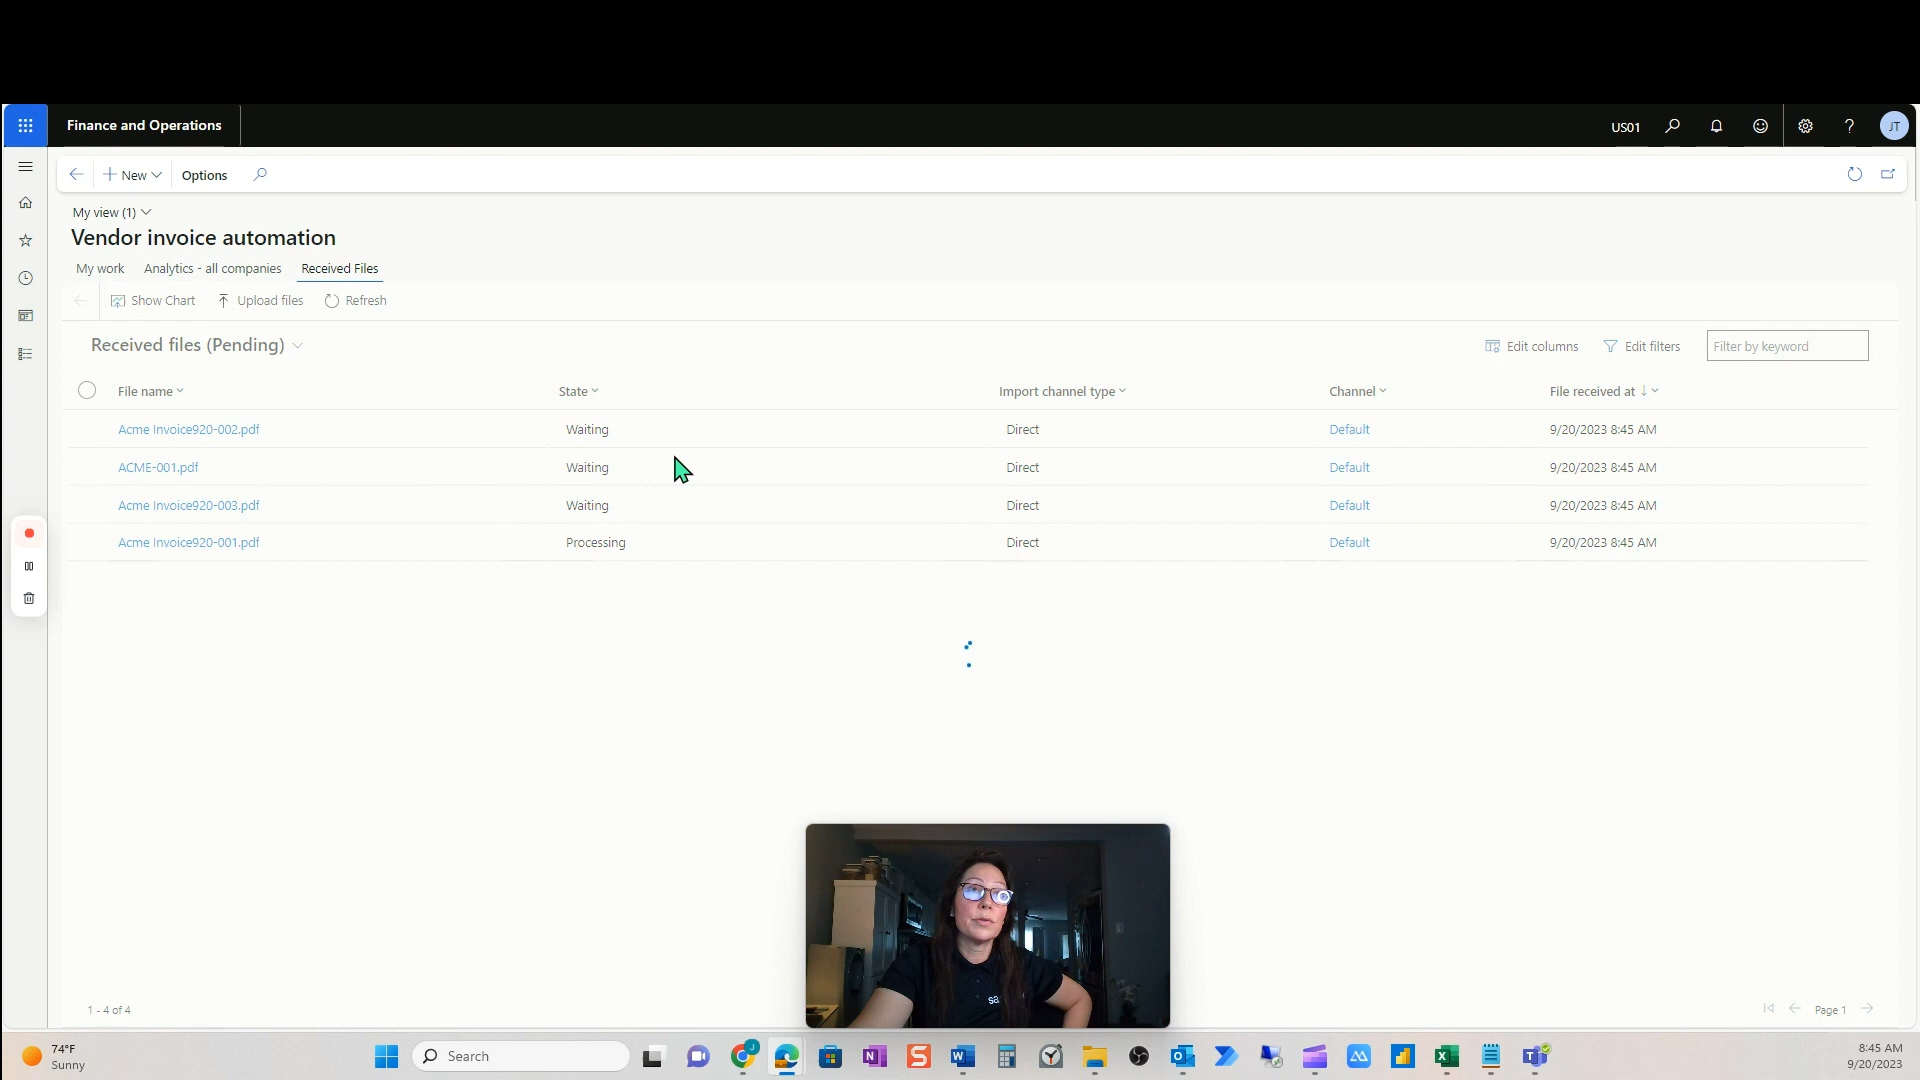 Finance and Operations
US01
JT
New
Options
My view (1)
Vendor invoice automation
My work Analytics - all companies Received Files
Show Chart Upload files Refresh
Received files (Pending)
Edit columns Edit filters Filter by keyword
File name State Import channel type Channel File received at
Acme Invoice920-002.pdf Waiting Direct Default 9/20/2023 8:45 AM
ACME-001.pdf Waiting Direct Default 9/20/2023 8:45 AM
Acme Invoice920-003.pdf Waiting Direct Default 9/20/2023 8:45 AM
Acme Invoice920-001.pdf Processing Direct Default 9/20/2023 8:45 AM
sa
1 - 4 of 4
Page 1
74°F
Sunny
Search
8:45 AM
9/20/2023